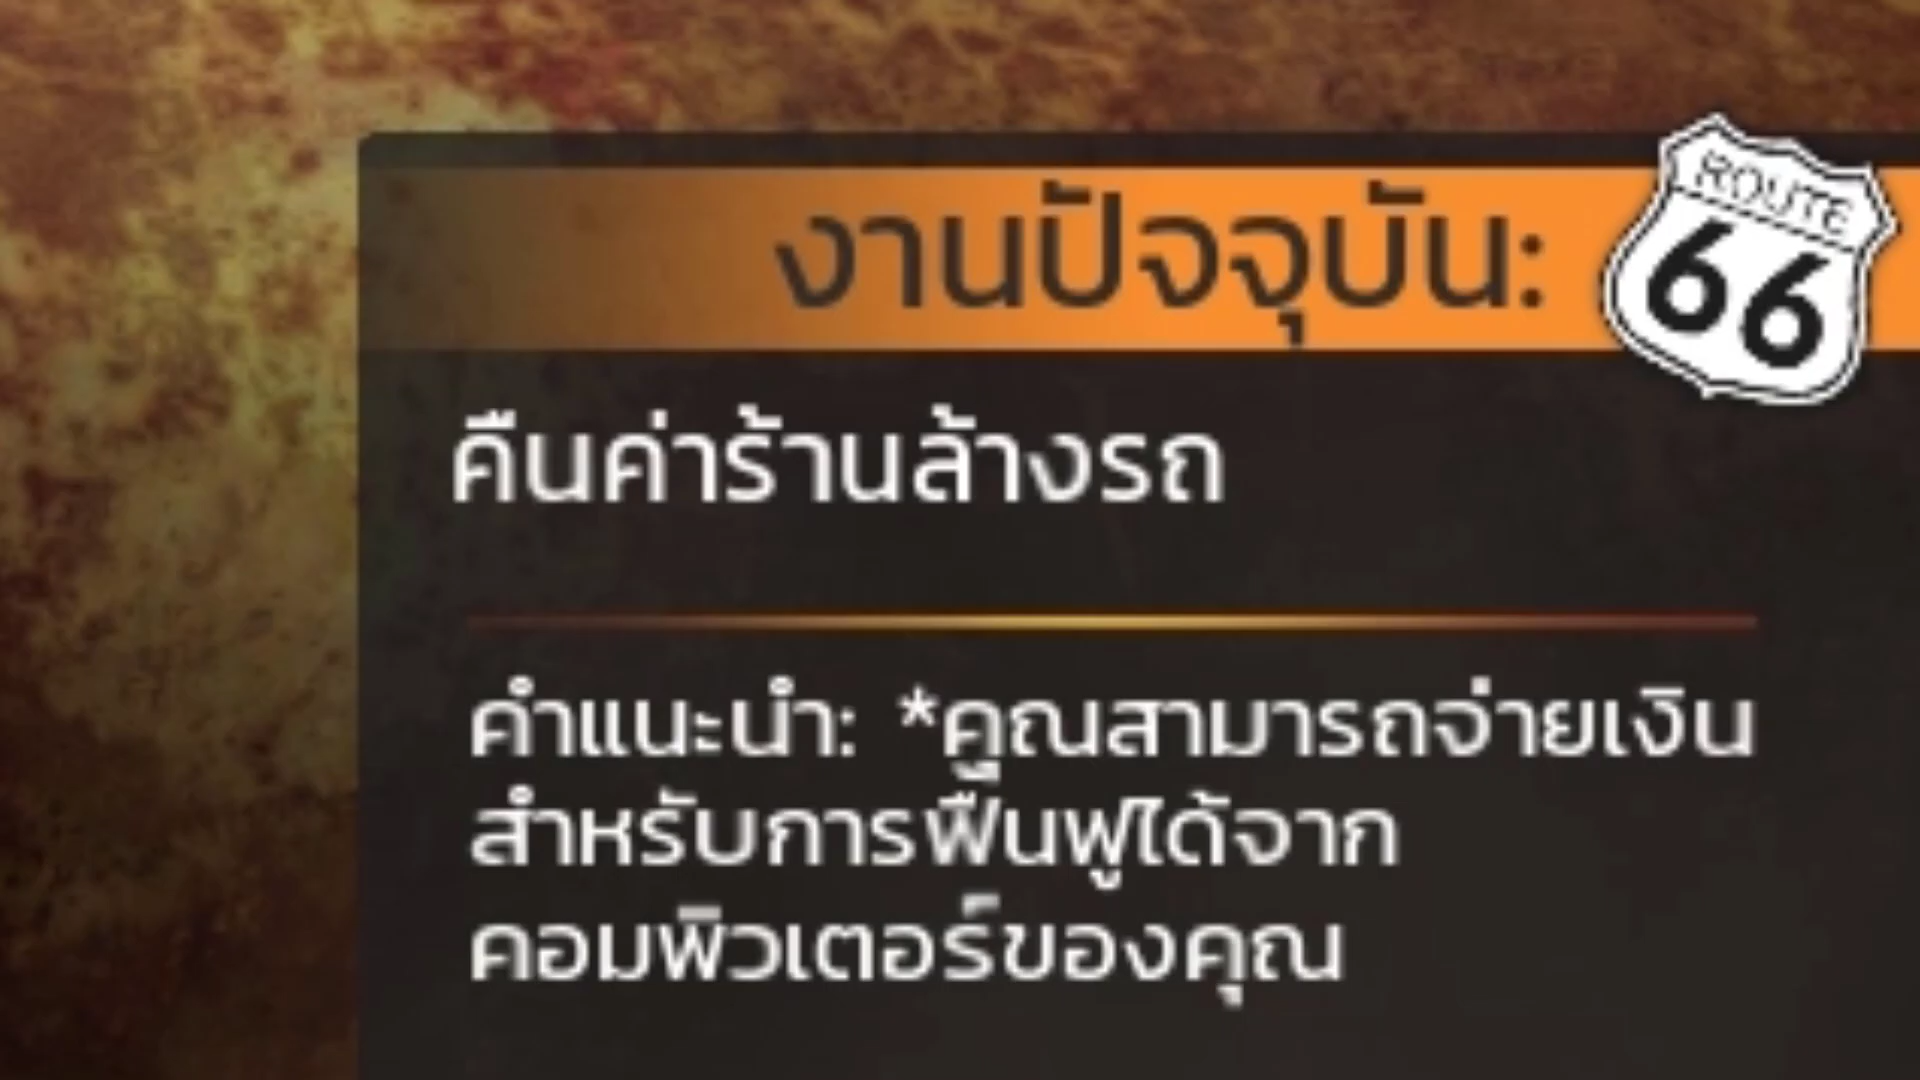 งานปัจจุบัน:
ROUTE
66
คืนค่าร้านล้างรถ
คำแนะนำ: *คุณสามารถจ่ายเงิน
สำหรับการฟื้นฟูได้จาก
คอมพิวเตอร์ของคุณ